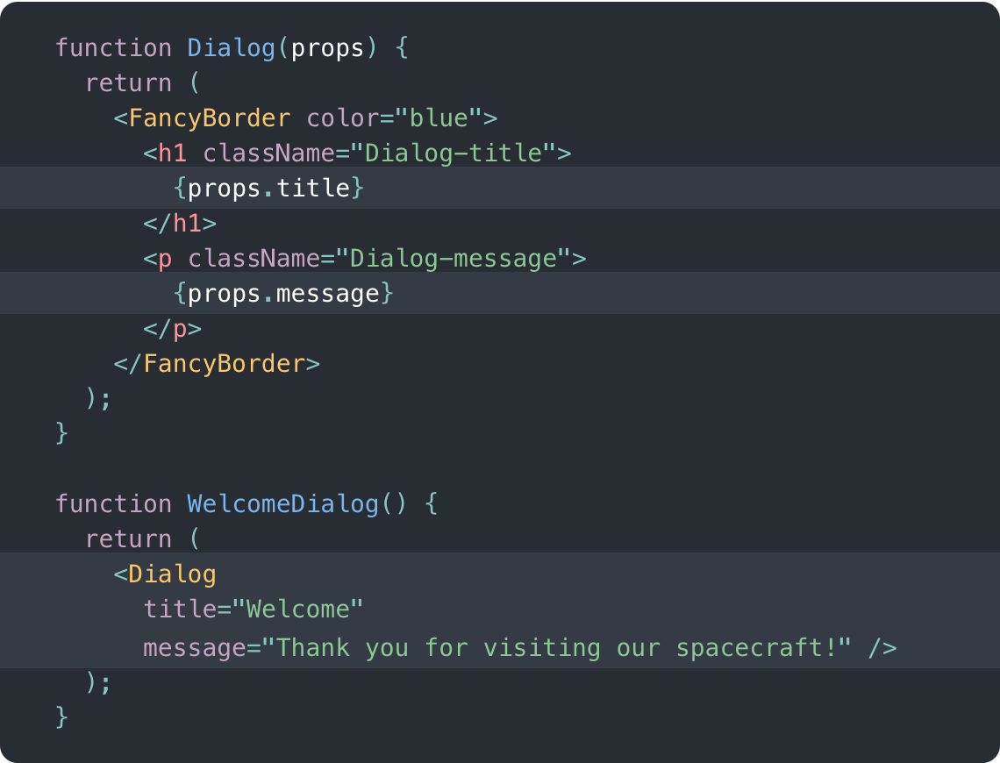 function Dialog(props) {
  return (
    <FancyBorder color="blue">
      <h1 className="Dialog-title">
        {props.title}
      </h1>
      <p className="Dialog-message">
        {props.message}
      </p>
    </FancyBorder>
  );
}

function WelcomeDialog() {
  return (
    <Dialog
      title="Welcome"
      message="Thank you for visiting our spacecraft!" />
  );
}